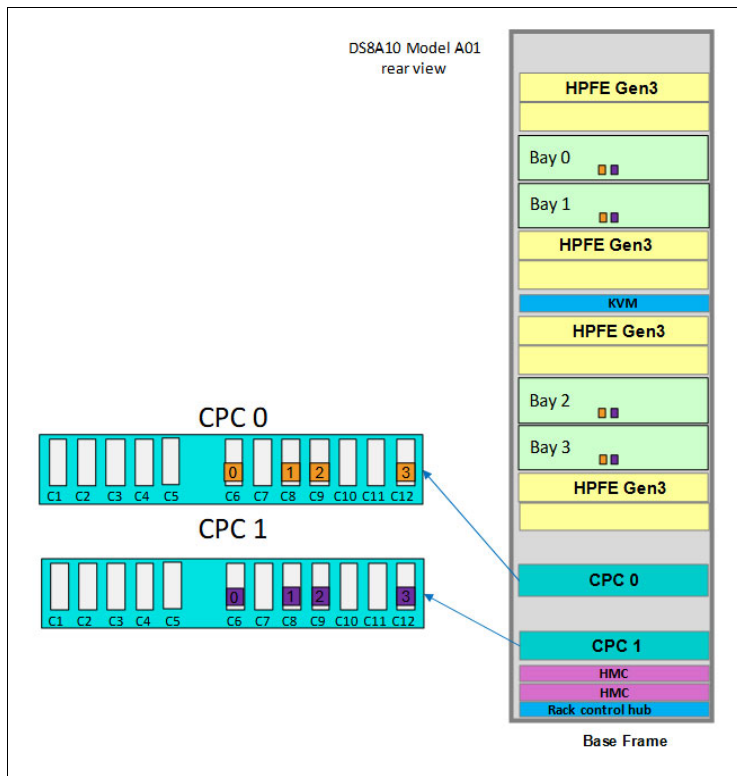 DS8A10 Model A01
rear view
HPFE Gen3
Bay 0
Bay 1
HPFE Gen3
KVM
HPFE Gen3
Bay 2
Bay 3
HPFE Gen3
CPC 0
CPC 1
HMC
HMC
Rack control hub
Base Frame
CPC 0
0 1 2 3
C1 C2 C3 C4 C5 C6 C7 C8 C9 C10 C11 C12
CPC 1
0 1 2 3
C1 C2 C3 C4 C5 C6 C7 C8 C9 C10 C11 C12